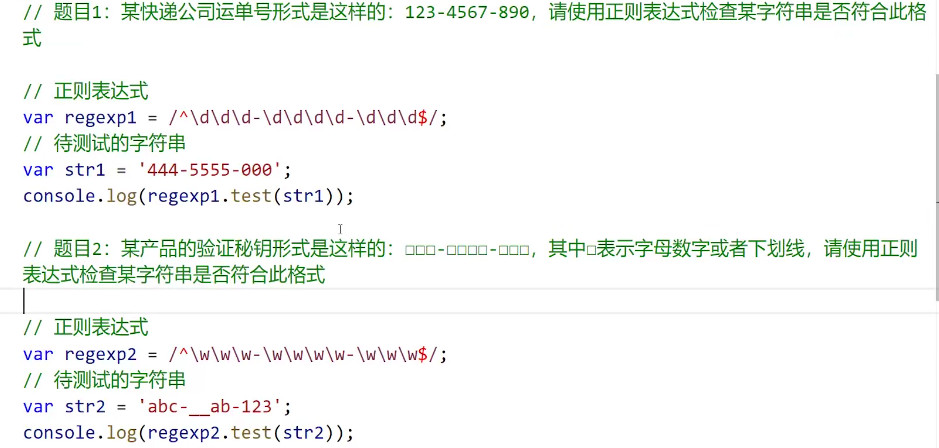 // 题目1：某快递公司运单号形式是这样的：123-4567-890，请使用正则表达式检查某字符串是否符合此格
式
// 正则表达式
var regexp1 = /^\d\d\d-\d\d\d\d-\d\d\d$/;
// 待测试的字符串
var str1 = '444-5555-000';
console.log(regexp1.test(str1));
// 题目2：某产品的验证秘钥形式是这样的：□□□-□□□□-□□□，其中□表示字母数字或者下划线，请使用正则
表达式检查某字符串是否符合此格式
// 正则表达式
var regexp2 = /^\w\w\w-\w\w\w\w-\w\w\w$/;
// 待测试的字符串
var str2 = 'abc-__ab-123';
console.log(regexp2.test(str2));